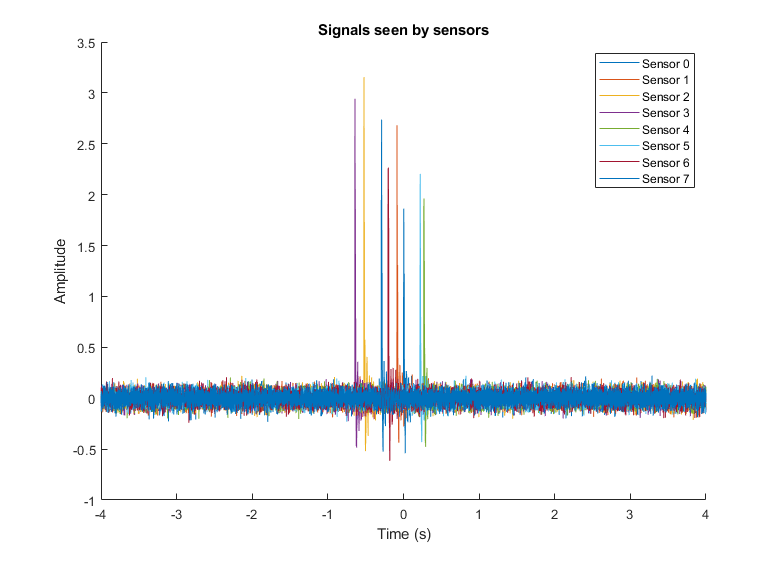 Signals seen by sensors
3.5
3
2.5
2
1.5
1
0.5
0
-0.5
-1
Amplitude
-4
-3
-2
-1
0
1
2
3
4
Time (s)
Sensor 0
Sensor 1
Sensor 2
Sensor 3
Sensor 4
Sensor 5
Sensor 6
Sensor 7